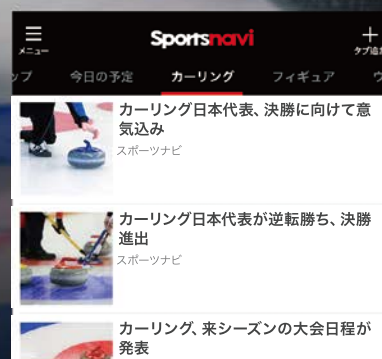 Sportsnavi
メニュー
タブ追加
ップ 今日の予定 カーリング フィギュア
カーリング日本代表、決勝に向けて意
気込み
スポーツナビ
カーリング日本代表が逆転勝ち、決勝
進出
スポーツナビ
カーリング、来シーズンの大会日程が
発表